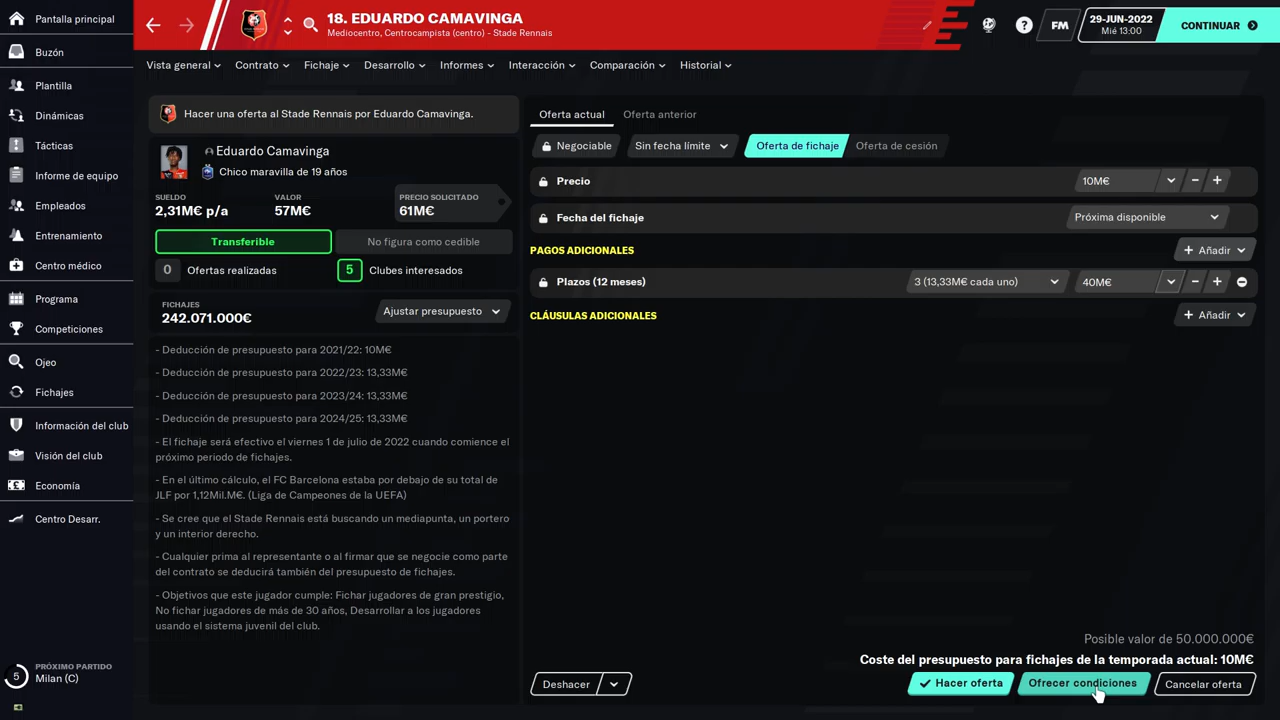 Pantalla principal
Buzón
Plantilla
Dinámicas
Tácticas
Informe de equipo
Empleados
Entrenamiento
Centro médico
Programa
Competiciones
Ojeo
Fichajes
Información del club
Visión del club
Economía
Centro Desarr.
5
PRÓXIMO PARTIDO
Milan (C)
18. EDUARDO CAMAVINGA
Mediocentro, Centrocampista (centro) - Stade Rennais
?
FM
29-JUN-2022
Mié 13:00
CONTINUAR
Vista general
Contrato
Fichaje
Desarrollo
Informes
Interacción
Comparación
Historial
Hacer una oferta al Stade Rennais por Eduardo Camavinga.
Eduardo Camavinga
Chico maravilla de 19 años
SUELDO
2,31M€ p/a
VALOR
57M€
PRECIO SOLICITADO
61M€
Transferible
No figura como cedible
0 Ofertas realizadas
5 Clubes interesados
FICHAJES
242.071.000€
Ajustar presupuesto
- Deducción de presupuesto para 2021/22: 10M€
- Deducción de presupuesto para 2022/23: 13,33M€
- Deducción de presupuesto para 2023/24: 13,33M€
- Deducción de presupuesto para 2024/25: 13,33M€
- El fichaje será efectivo el viernes 1 de julio de 2022 cuando comience el
próximo periodo de fichajes.
- En el último cálculo, el FC Barcelona estaba por debajo de su total de
JLF por 1,12Mil.M€. (Liga de Campeones de la UEFA)
- Se cree que el Stade Rennais está buscando un mediapunta, un portero
y un interior derecho.
- Cualquier prima al representante o al firmar que se negocie como parte
del contrato se deducirá también del presupuesto de fichajes.
- Objetivos que este jugador cumple: Fichar jugadores de gran prestigio,
No fichar jugadores de más de 30 años, Desarrollar a los jugadores
usando el sistema juvenil del club.
Oferta actual
Oferta anterior
Negociable
Sin fecha límite
Oferta de fichaje
Oferta de cesión
Precio
10M€
Fecha del fichaje
Próxima disponible
PAGOS ADICIONALES
Añadir
Plazos (12 meses)
3 (13,33M€ cada uno)
40M€
CLÁUSULAS ADICIONALES
Añadir
Posible valor de 50.000.000€
Coste del presupuesto para fichajes de la temporada actual: 10M€
Deshacer
Hacer oferta
Ofrecer condiciones
Cancelar oferta